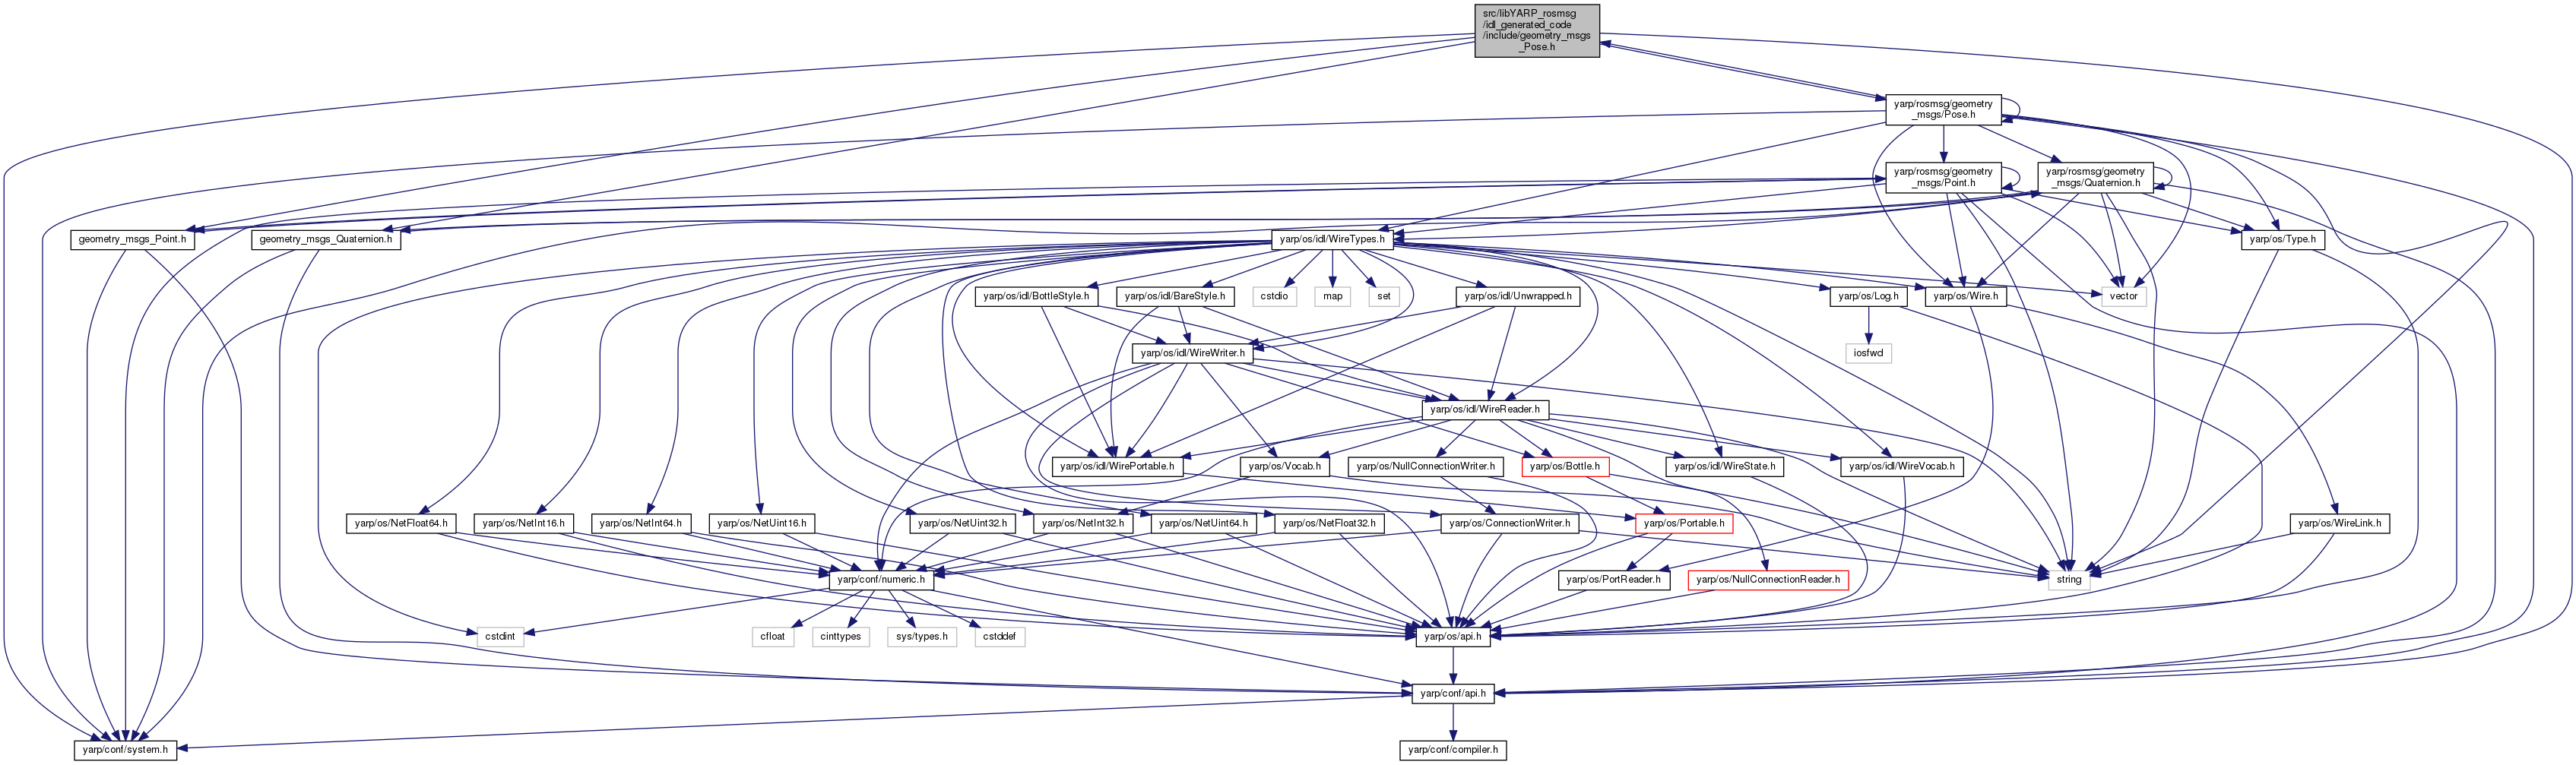 src/libYARP_rosmsg
/idl_generated_code
/include/geometry_msgs
_Pose.h
yarp/rosmsg/geometry
_msgs/Pose.h
yarp/rosmsg/geometry
_msgs/Point.h
yarp/rosmsg/geometry
_msgs/Quaternion.h
geometry_msgs_Point.h
geometry_msgs_Quaternion.h
yarp/os/idl/WireTypes.h
yarp/os/Type.h
yarp/os/idl/BottleStyle.h
yarp/os/idl/BareStyle.h
cstdio
map
set
yarp/os/idl/Unwrapped.h
yarp/os/Log.h
yarp/os/Wire.h
vector
yarp/os/idl/WireWriter.h
iosfwd
yarp/os/idl/WireReader.h
yarp/os/idl/WirePortable.h
yarp/os/Vocab.h
yarp/os/NullConnectionWriter.h
yarp/os/Bottle.h
yarp/os/idl/WireState.h
yarp/os/idl/WireVocab.h
yarp/os/NetFloat64.h
yarp/os/NetInt16.h
yarp/os/NetInt64.h
yarp/os/NetUint16.h
yarp/os/NetUint32.h
yarp/os/NetInt32.h
yarp/os/NetUint64.h
yarp/os/NetFloat32.h
yarp/os/ConnectionWriter.h
yarp/os/Portable.h
yarp/os/WireLink.h
yarp/conf/numeric.h
yarp/os/PortReader.h
yarp/os/NullConnectionReader.h
string
cstdint
cfloat
cinttypes
sys/types.h
cstddef
yarp/os/api.h
yarp/conf/api.h
yarp/conf/system.h
yarp/conf/compiler.h